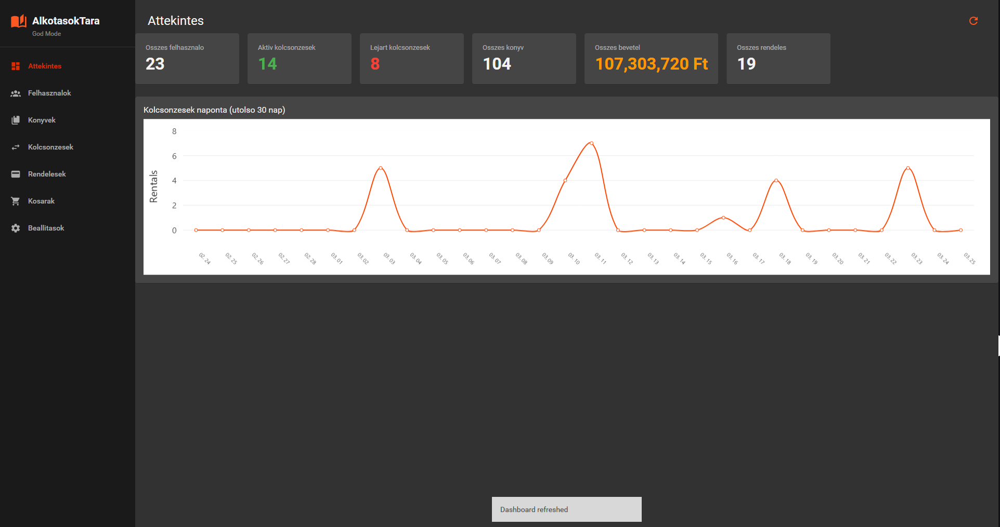 AlkotasokTara
God Mode
Attekintes
Felhasznalok
Konyvek
Kolcsonzesek
Rendelesek
Kosarak
Beallitasok
Attekintes
Osszes felhasznalo
23
Aktiv kolcsonzesek
14
Lejart kolcsonzesek
8
Osszes konyv
104
Osszes bevetel
107,303,720 Ft
Osszes rendeles
19
Kolcsonzesek naponta (utolso 30 nap)
Rentals
8
6
4
2
0
02. 24
02. 25
02. 26
02. 27
02. 28
03. 01
03. 02
03. 03
03. 04
03. 05
03. 06
03. 07
03. 08
03. 09
03. 10
03. 11
03. 12
03. 13
03. 14
03. 15
03. 16
03. 17
03. 18
03. 19
03. 20
03. 21
03. 22
03. 23
03. 24
03. 25
Dashboard refreshed